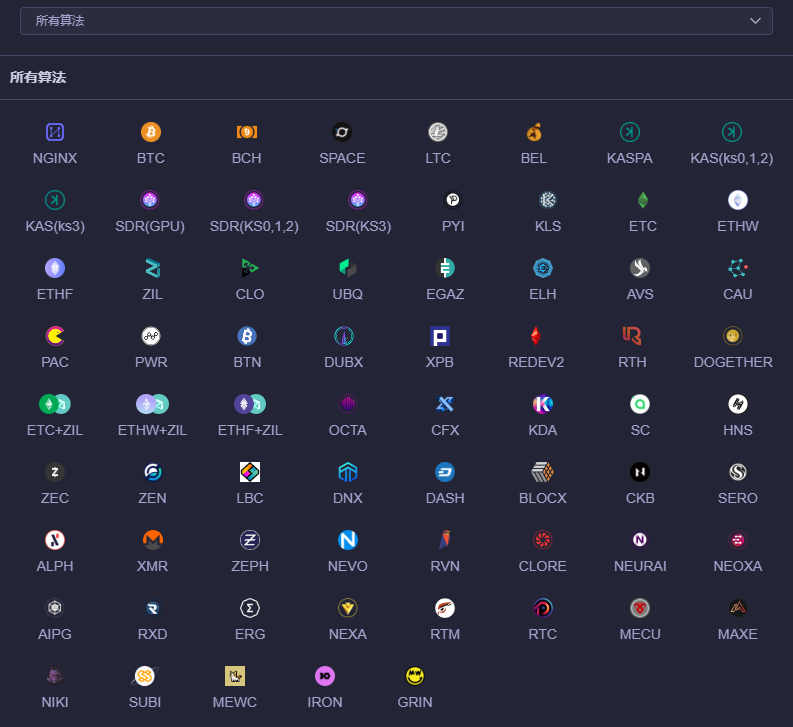 所有算法
所有算法
NGINX BTC BCH SPACE LTC BEL KASPA KAS(ks0,1,2)
KAS(ks3) SDR(GPU) SDR(KS0,1,2) SDR(KS3) PYI KLS ETC ETHW
ETHF ZIL CLO UBQ EGAZ ELH AVS CAU
PAC PWR BTN DUBX XPB REDEV2 RTH DOGETHER
ETC+ZIL ETHW+ZIL ETHF+ZIL OCTA CFX KDA SC HNS
ZEC ZEN LBC DNX DASH BLOCX CKB SERO
ALPH XMR ZEPH NEVO RVN CLORE NEURAI NEOXA
AIPG RXD ERG NEXA RTM RTC MECU MAXE
NIKI SUBI MEWC IRON GRIN